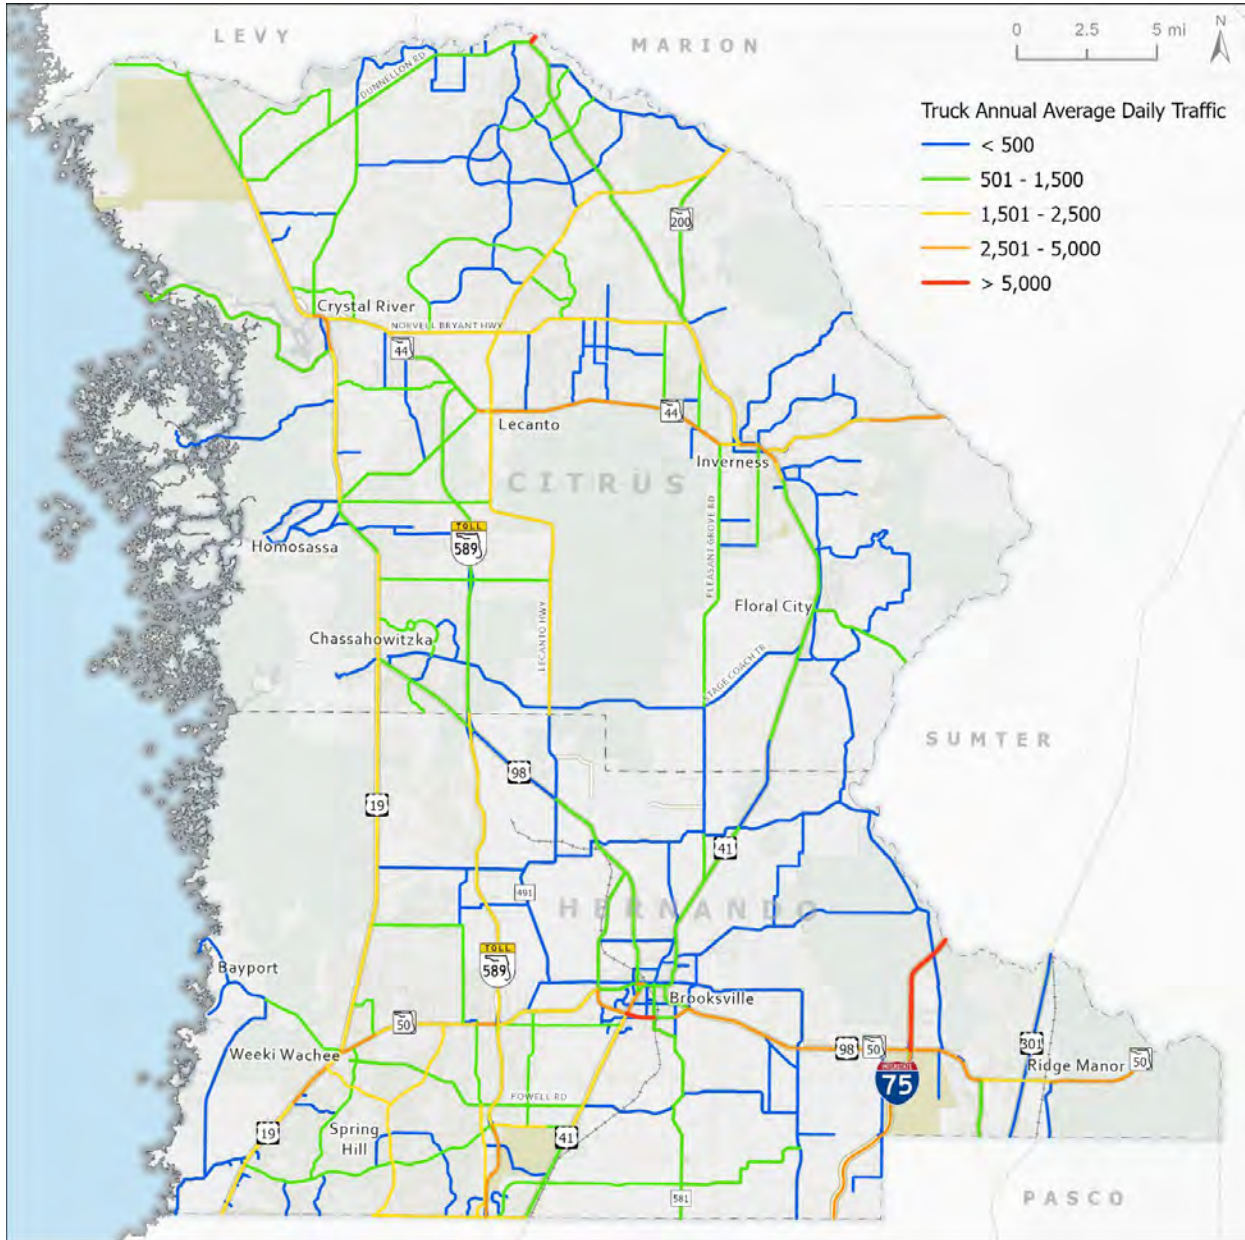 LEVY
MARION
0 2.5 5 mi
N
Truck Annual Average Daily Traffic
< 500
501 - 1,500
1,501 - 2,500
2,501 - 5,000
> 5,000
DUNNELLON RD
200
Crystal River
NORVELL BRYANT HWY
44
Lecanto
44
Inverness
CITRUS
PLEASANT GROVE RD
TOLL
589
Homosassa
Floral City
Chassahowitzka
LECANTO HWY
STAGE COACH TR
SUMTER
98
19
41
491
HERNANDO
TOLL
589
Bayport
Brooksville
50
Weeki Wachee
98
50
301
Ridge Manor
50
INTERSTATE
75
POWELL RD
19
Spring
Hill
41
581
PASCO